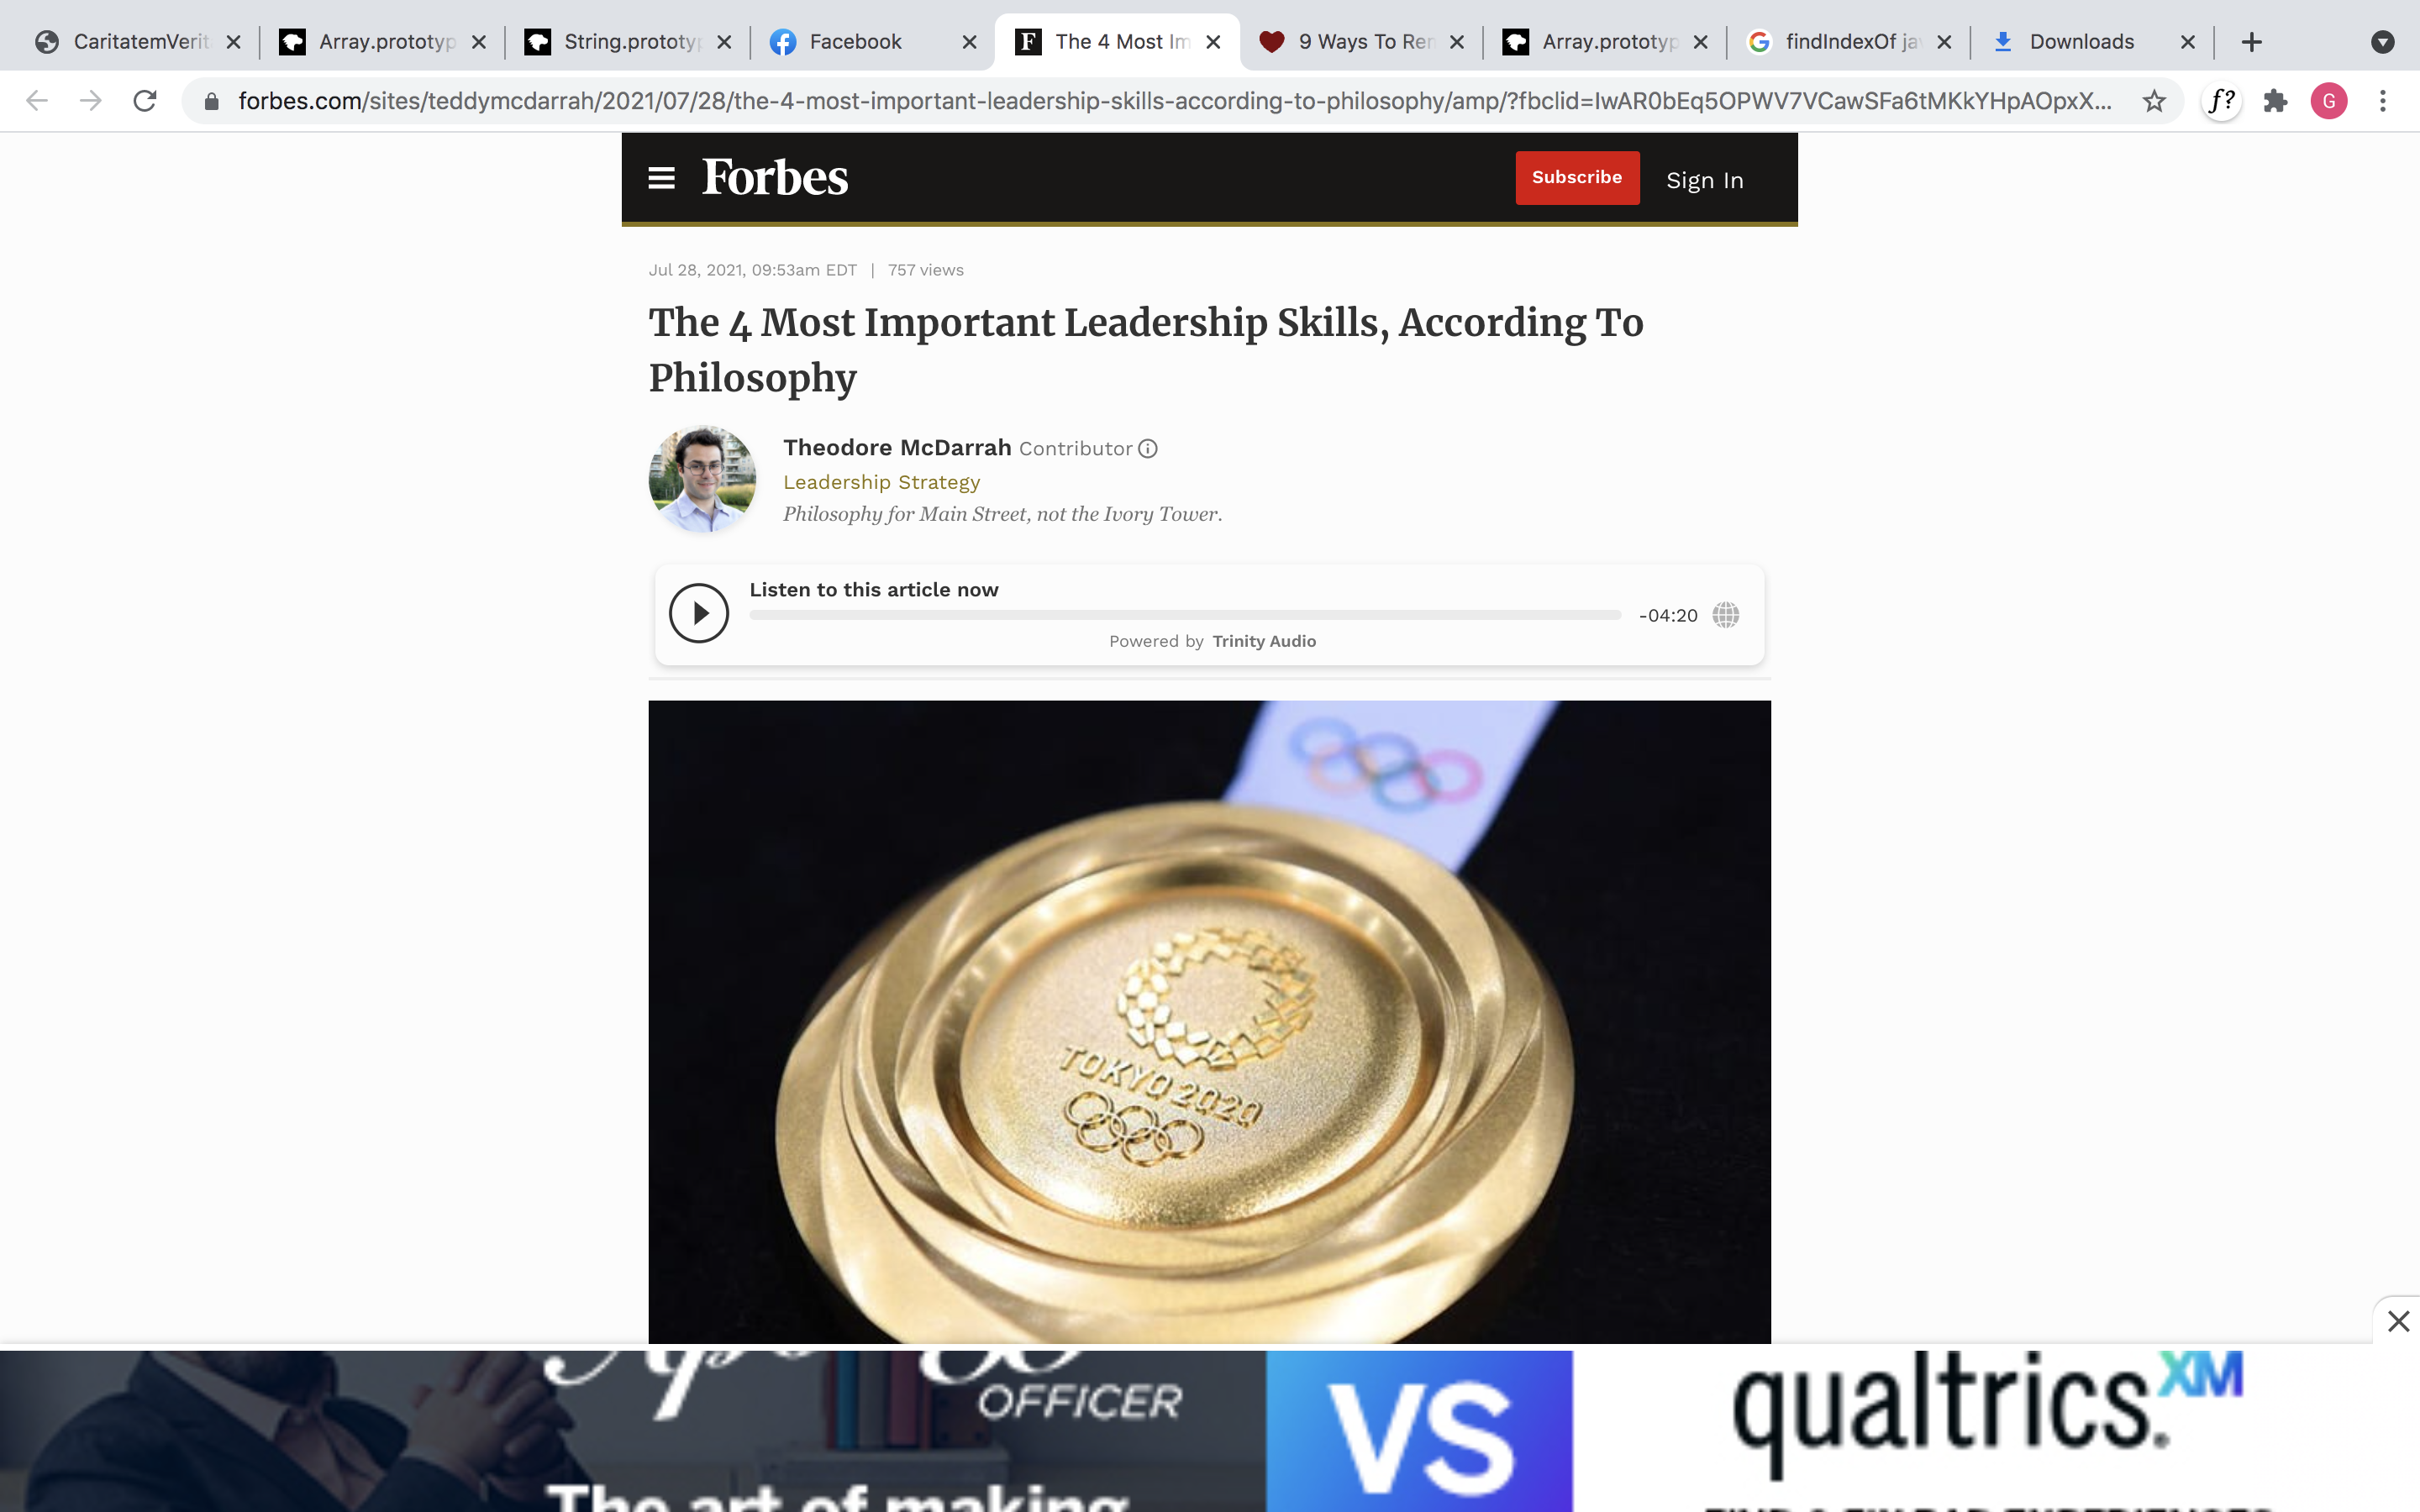 CaritatemVerit
Array.prototyp
String.prototyp
Facebook
The 4 Most Im
9 Ways To Ren
Array.prototyp
findIndexOf ja
Downloads
forbes.com/sites/teddymcdarrah/2021/07/28/the-4-most-important-leadership-skills-according-to-philosophy/amp/?fbclid=IwAR0bEq5OPWV7VCawSFa6tMKkYHpAOpxX...
f?
G
Forbes
Subscribe
Sign In
Jul 28, 2021, 09:53am EDT | 757 views
The 4 Most Important Leadership Skills, According To
Philosophy
Theodore McDarrah Contributor
Leadership Strategy
Philosophy for Main Street, not the Ivory Tower.
Listen to this article now
-04:20
Powered by Trinity Audio
TOKYO 2020
OFFICER
The art of making
VS
qualtrics.XM